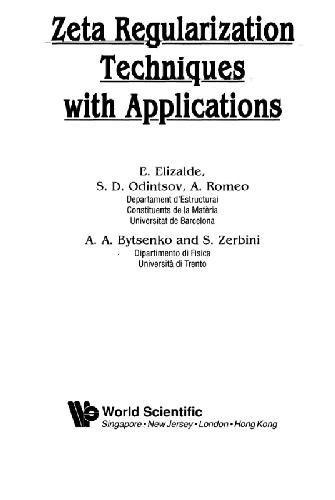 Zeta Regularization
Techniques
with Applications
E. Elizalde,
S. D. Odintsov, A. Romeo
Departament d'Estructurai
Constituents de la Matèria
Universitat de Barcelona
A. A. Bytsenko and S. Zerbini
Dipartimento di Fisica
Università di Trento
World Scientific
Singapore • New Jersey • London • Hong Kong